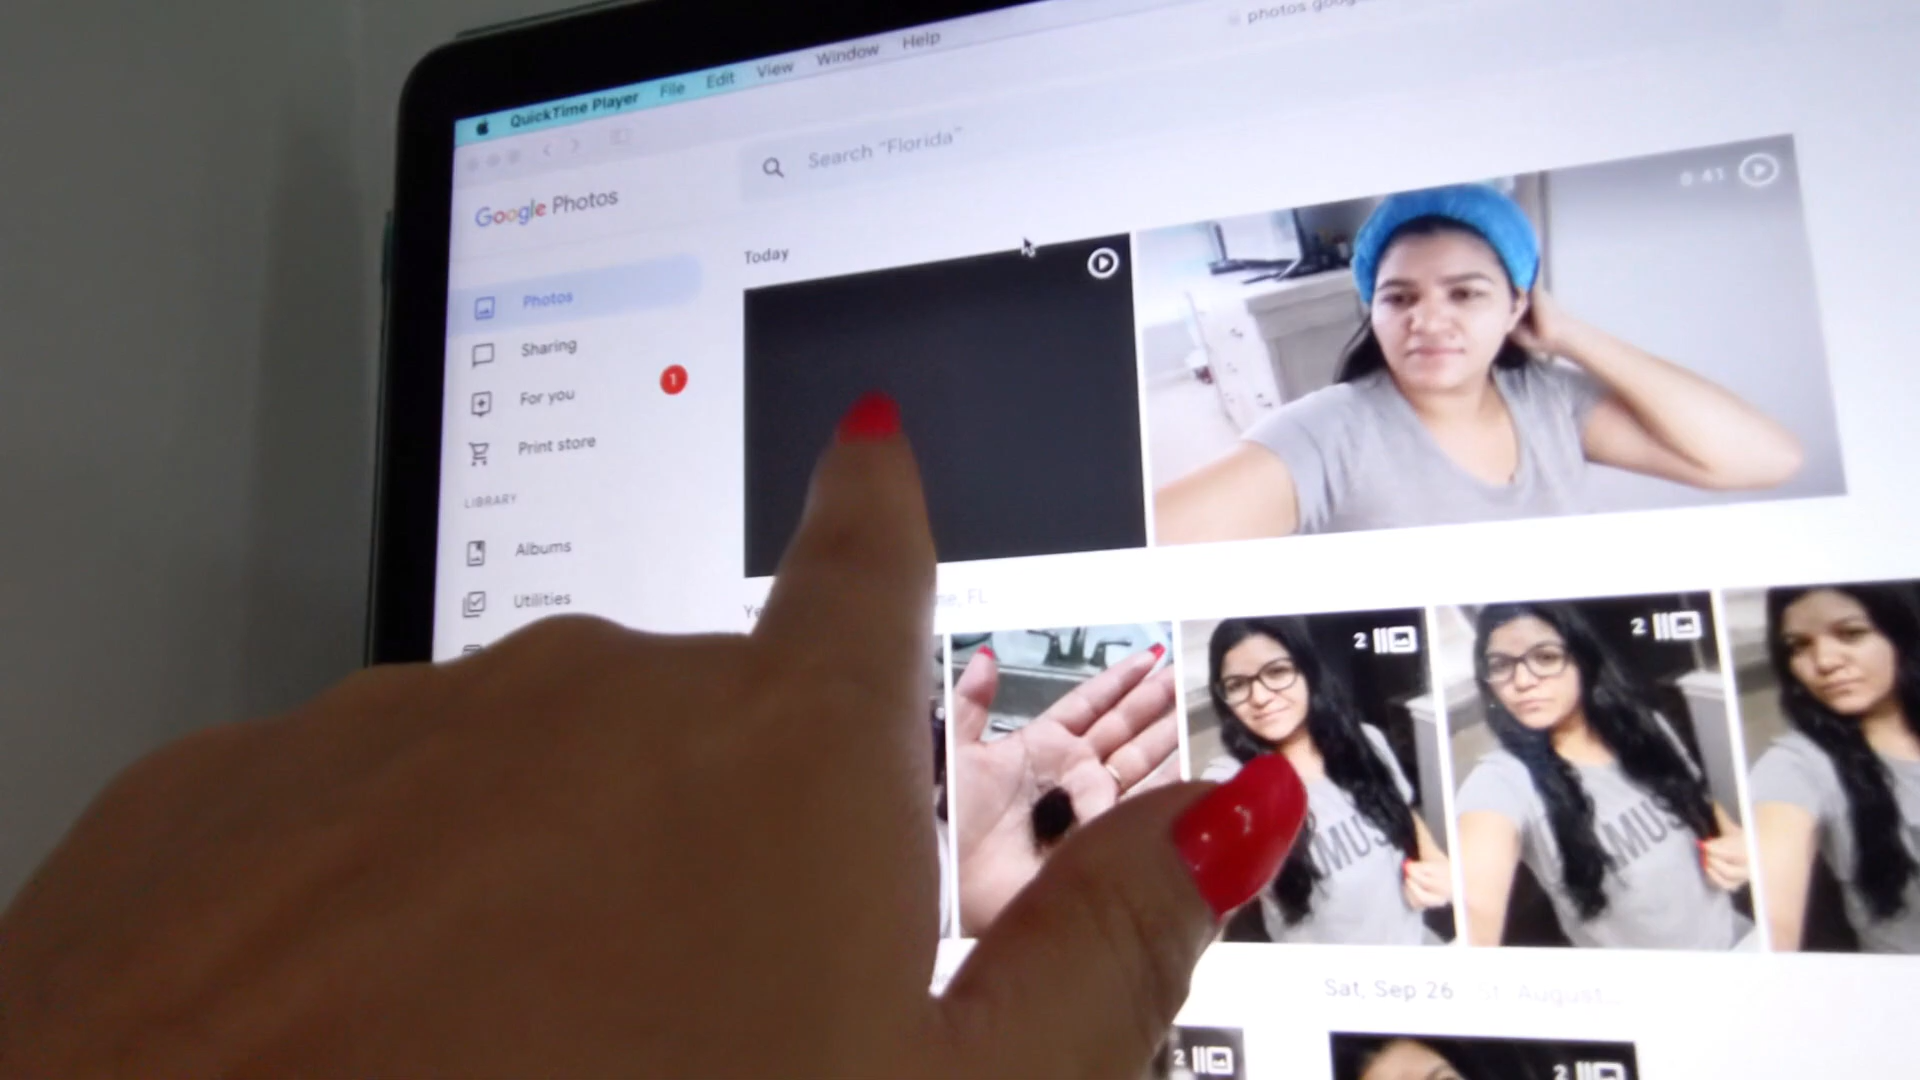 QuickTime Player File Edit View Window Help
Google Photos
Search "Florida"
Today
0:41
Photos
Sharing
For you
1
Print store
LIBRARY
Albums
Utilities
FL
2
2
Sat, Sep 26
2
2